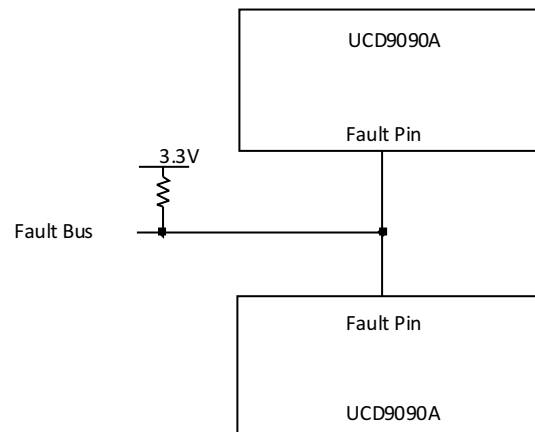 UCD9090A
Fault Pin
3.3V
Fault Bus
Fault Pin
UCD9090A